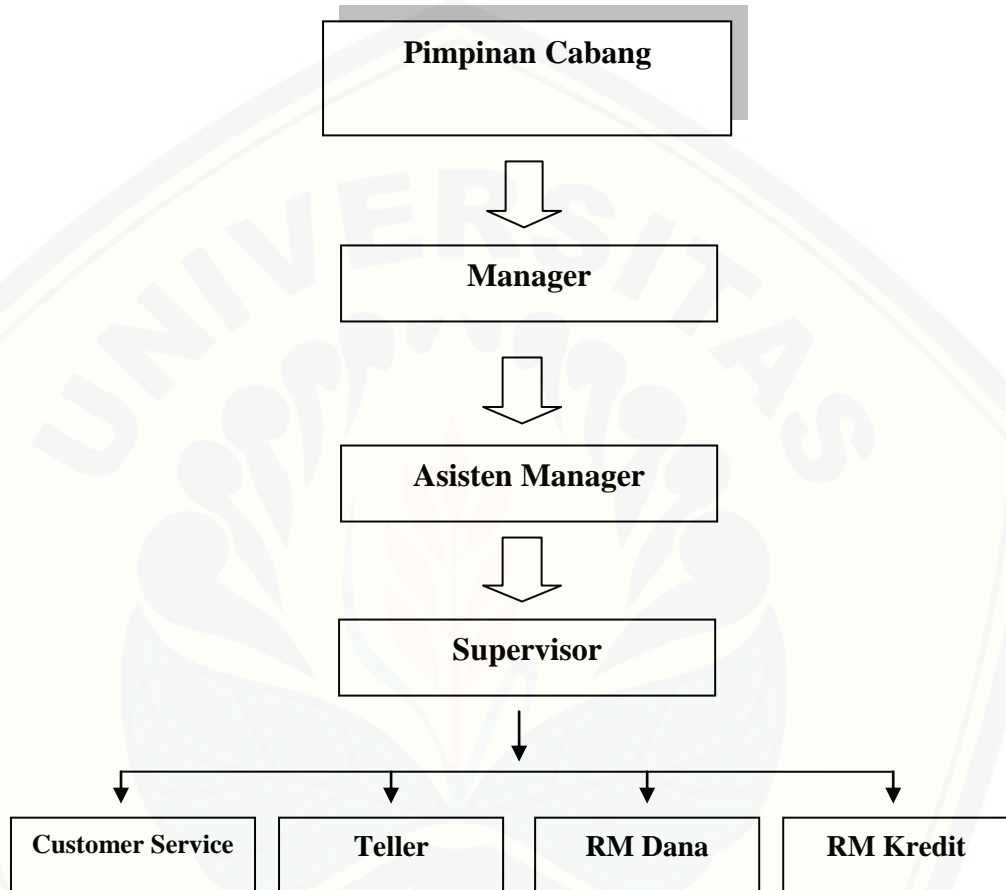 Pimpinan Cabang
UNIVERSITAS
Manager
Asisten Manager
Supervisor
Customer Service
Teller
RM Dana
RM Kredit